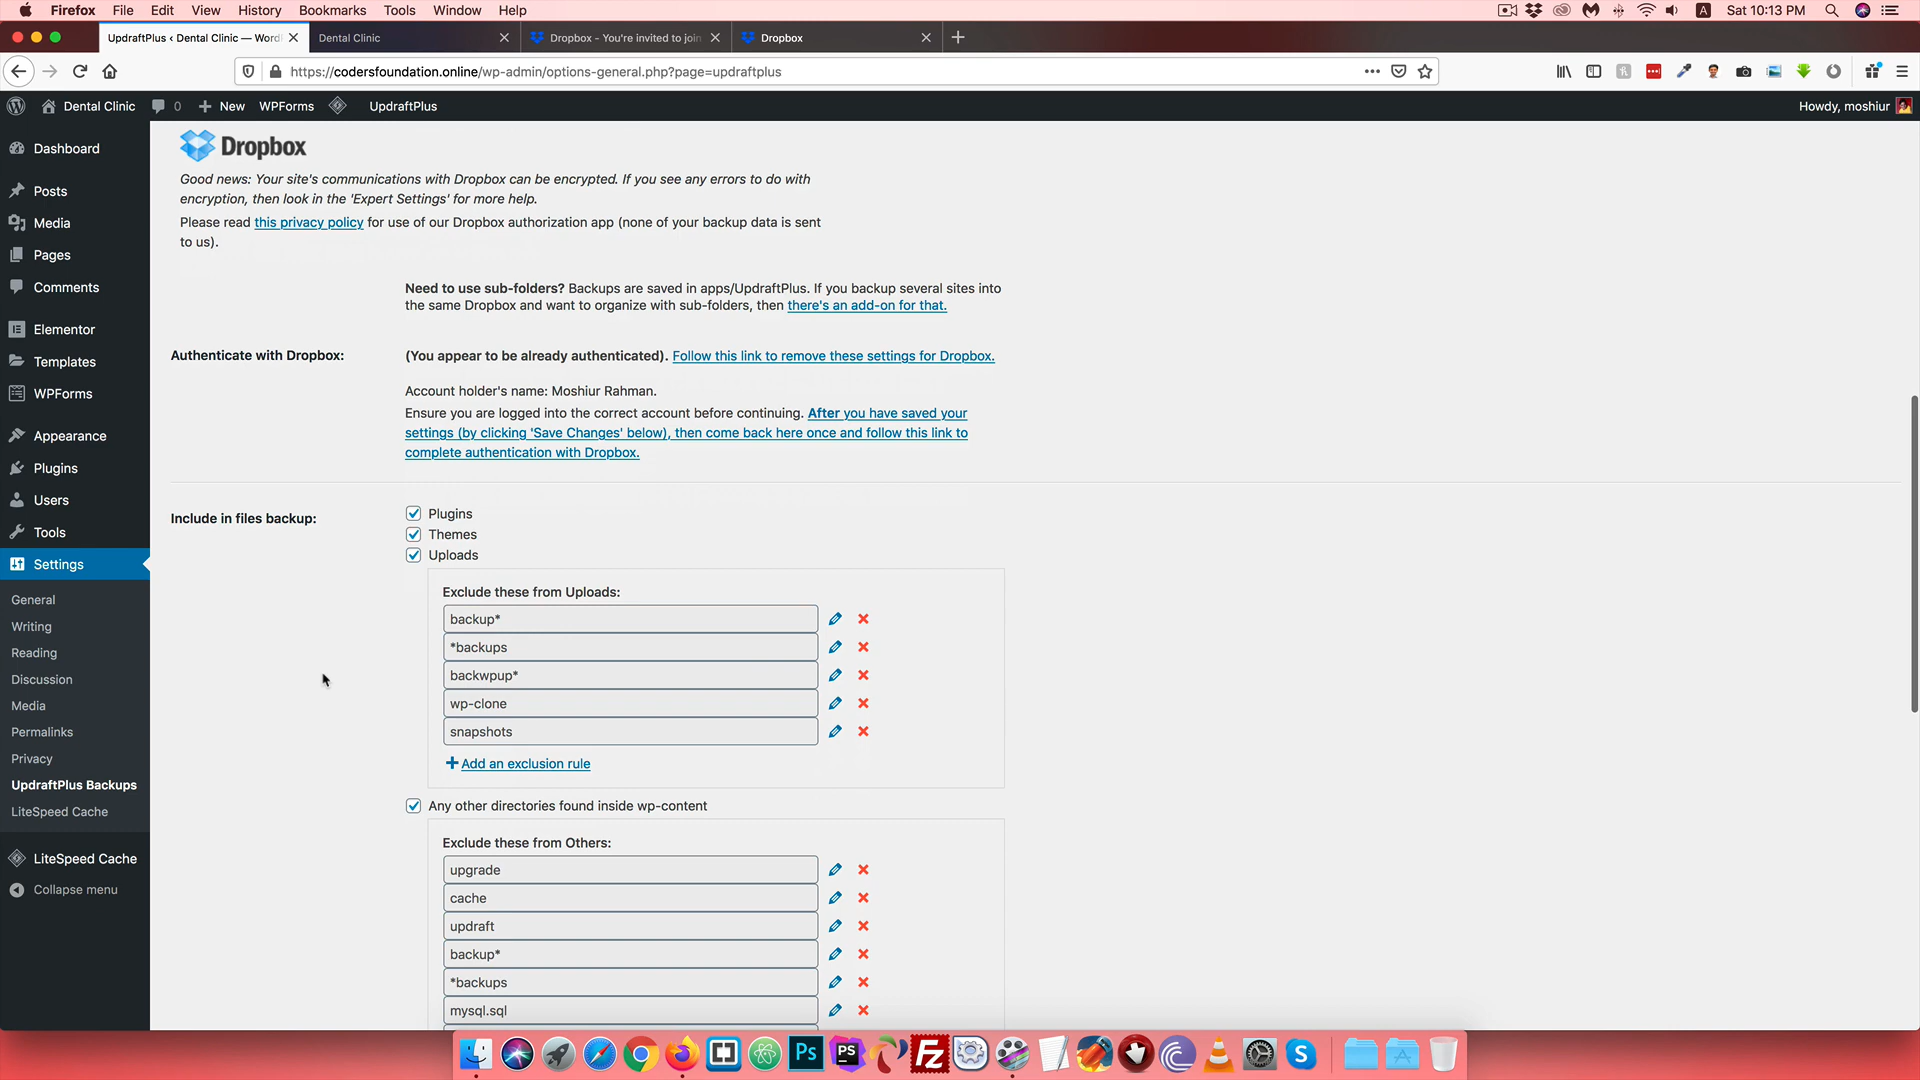 Firefox File Edit View History Bookmarks Tools Window Help
A Sat 10:13 PM
UpdraftPlus ‹ Dental Clinic — Word
Dental Clinic
Dropbox - You're invited to join
Dropbox
https://codersfoundation.online/wp-admin/options-general.php?page=updraftplus
Dental Clinic 0 New WPForms UpdraftPlus
Howdy, moshiur
Dashboard
Posts
Media
Pages
Comments
Elementor
Templates
WPForms
Appearance
Plugins
Users
Tools
Settings
General
Writing
Reading
Discussion
Media
Permalinks
Privacy
UpdraftPlus Backups
LiteSpeed Cache
LiteSpeed Cache
Collapse menu
Dropbox
Good news: Your site's communications with Dropbox can be encrypted. If you see any errors to do with
encryption, then look in the 'Expert Settings' for more help.
Please read this privacy policy for use of our Dropbox authorization app (none of your backup data is sent
to us).
Need to use sub-folders? Backups are saved in apps/UpdraftPlus. If you backup several sites into
the same Dropbox and want to organize with sub-folders, then there's an add-on for that.
Authenticate with Dropbox:
(You appear to be already authenticated). Follow this link to remove these settings for Dropbox.
Account holder's name: Moshiur Rahman.
Ensure you are logged into the correct account before continuing. After you have saved your
settings (by clicking 'Save Changes' below), then come back here once and follow this link to
complete authentication with Dropbox.
Include in files backup:
Plugins
Themes
Uploads
Exclude these from Uploads:
backup*
*backups
backwpup*
wp-clone
snapshots
Add an exclusion rule
Any other directories found inside wp-content
Exclude these from Others:
upgrade
cache
updraft
backup*
*backups
mysql.sql
Ps
PS
FZ
S